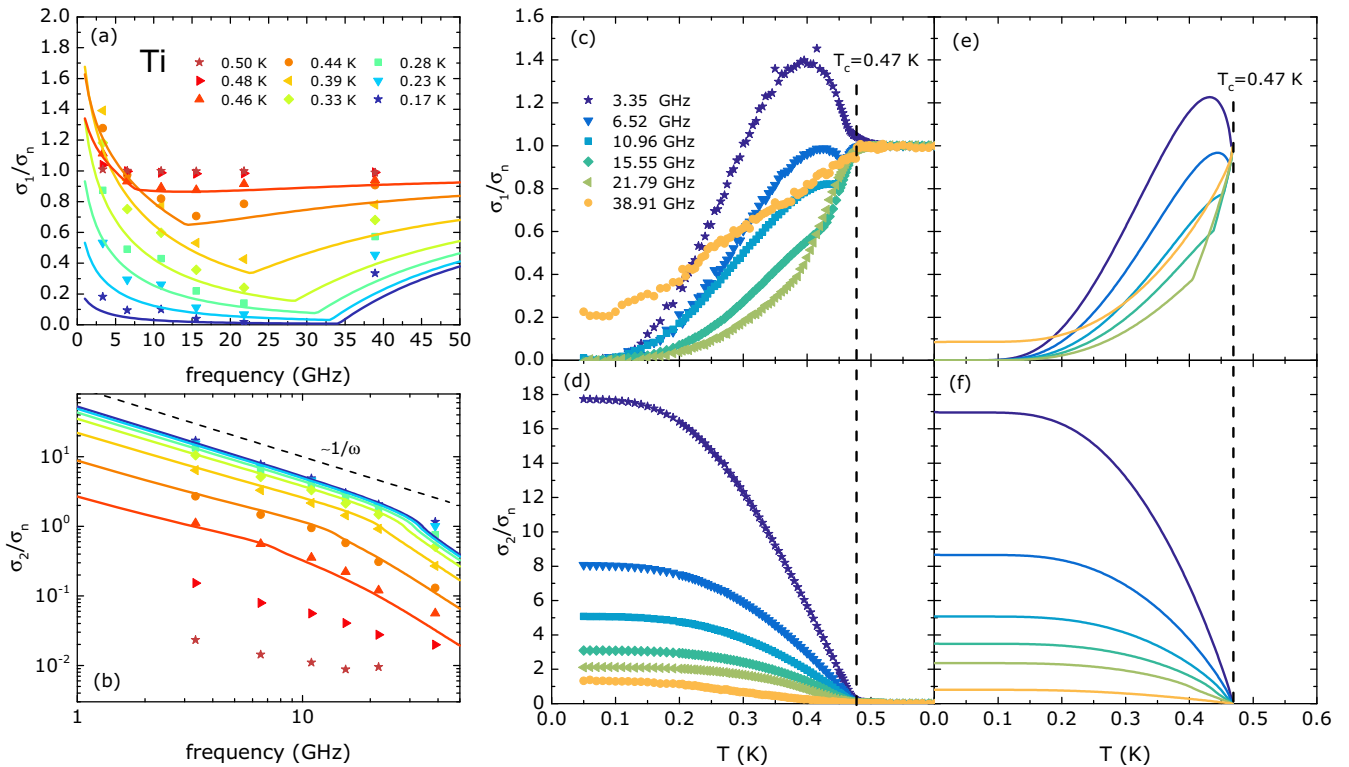 (a)
Ti
0.50 K
0.48 K
0.46 K
0.44 K
0.39 K
0.33 K
0.28 K
0.23 K
0.17 K
2.0
1.8
1.6
1.4
1.2
1.0
0.8
0.6
0.4
0.2
0.0
σ₁/σₙ
0 5 10 15 20 25 30 35 40 45 50
frequency (GHz)
(b)
~1/ω
10¹
10⁰
10⁻¹
10⁻²
σ₂/σₙ
1 10
frequency (GHz)
(c)
T_c=0.47 K
3.35 GHz
6.52 GHz
10.96 GHz
15.55 GHz
21.79 GHz
38.91 GHz
1.6
1.4
1.2
1.0
0.8
0.6
0.4
0.2
0.0
σ₁/σₙ
(d)
18
16
14
12
10
8
6
4
2
0
σ₂/σₙ
0.0 0.1 0.2 0.3 0.4 0.5 0.0
T (K)
(e)
T_c=0.47 K
(f)
0.1 0.2 0.3 0.4 0.5 0.6
T (K)